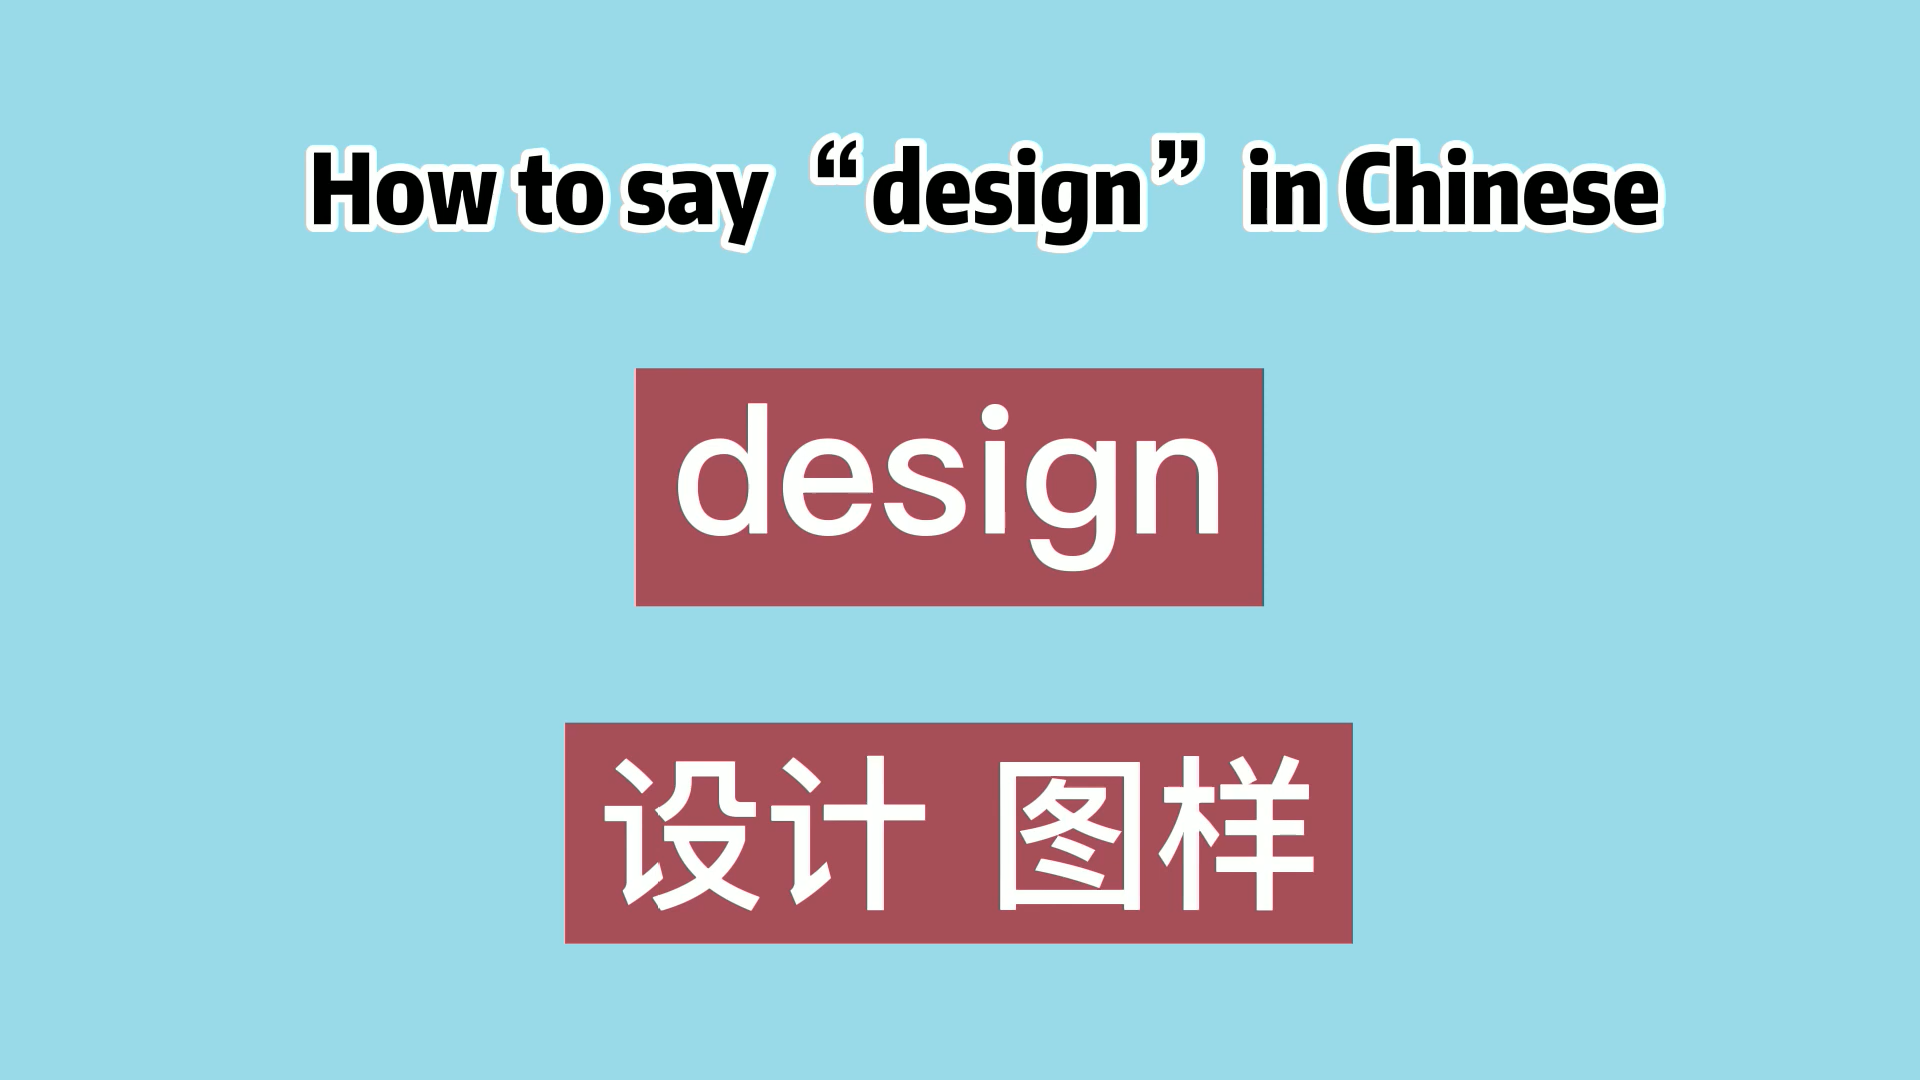 How to say “design” in Chinese
design
设计 图样